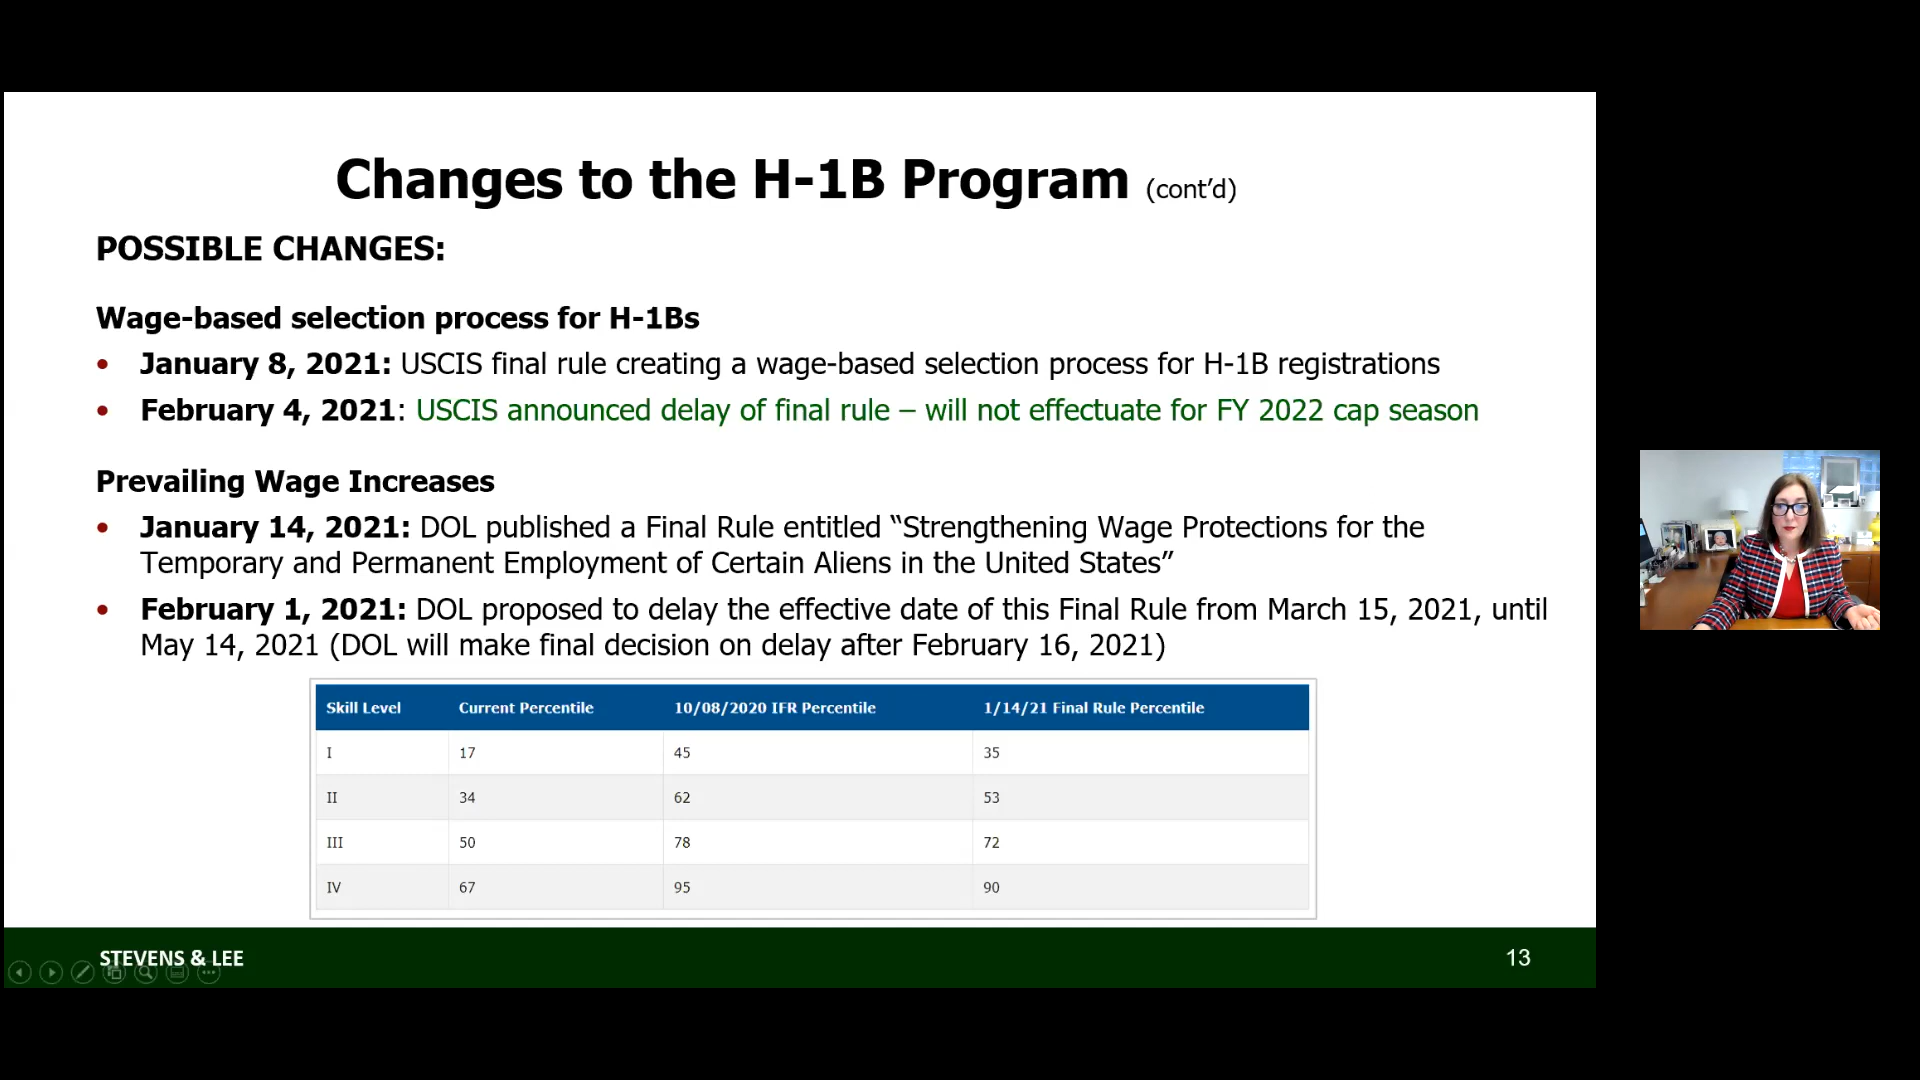 Changes to the H-1B Program (cont’d)
POSSIBLE CHANGES:
Wage-based selection process for H-1Bs
• January 8, 2021: USCIS final rule creating a wage-based selection process for H-1B registrations
• February 4, 2021: USCIS announced delay of final rule – will not effectuate for FY 2022 cap season
Prevailing Wage Increases
• January 14, 2021: DOL published a Final Rule entitled “Strengthening Wage Protections for the
Temporary and Permanent Employment of Certain Aliens in the United States”
• February 1, 2021: DOL proposed to delay the effective date of this Final Rule from March 15, 2021, until
May 14, 2021 (DOL will make final decision on delay after February 16, 2021)
Skill Level Current Percentile 10/08/2020 IFR Percentile 1/14/21 Final Rule Percentile
I 17 45 35
II 34 62 53
III 50 78 72
IV 67 95 90
STEVENS & LEE
13